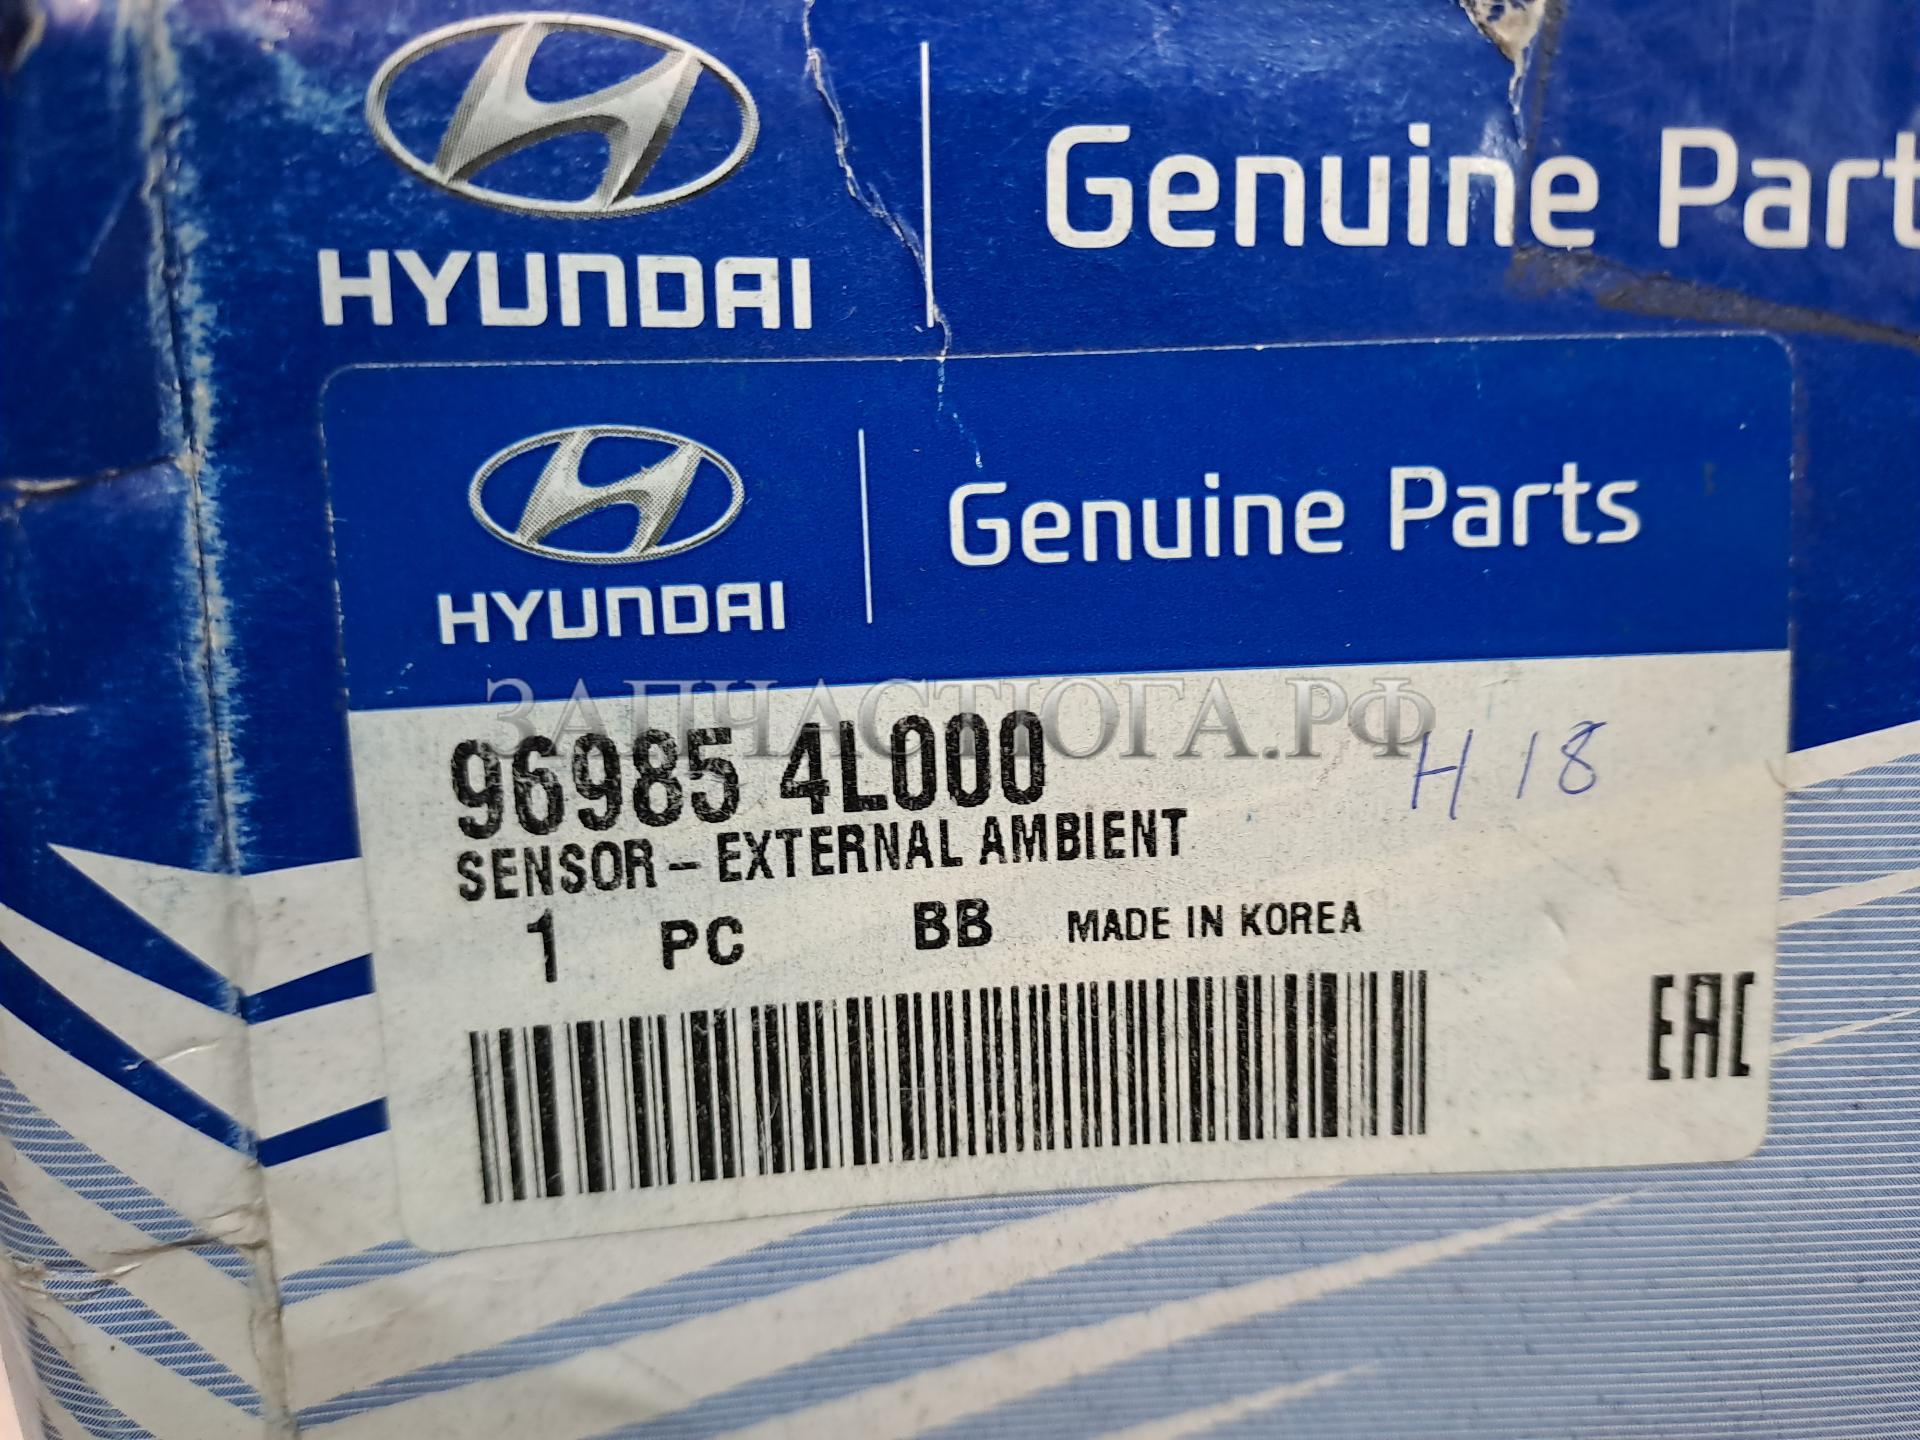 HYUNDAI
Genuine Part
HYUNDAI
Genuine Parts
ЗАПЧАСТЮГА.РФ
96985 4L000
H 18
SENSOR - EXTERNAL AMBIENT
1 PC BB MADE IN KOREA
EAC